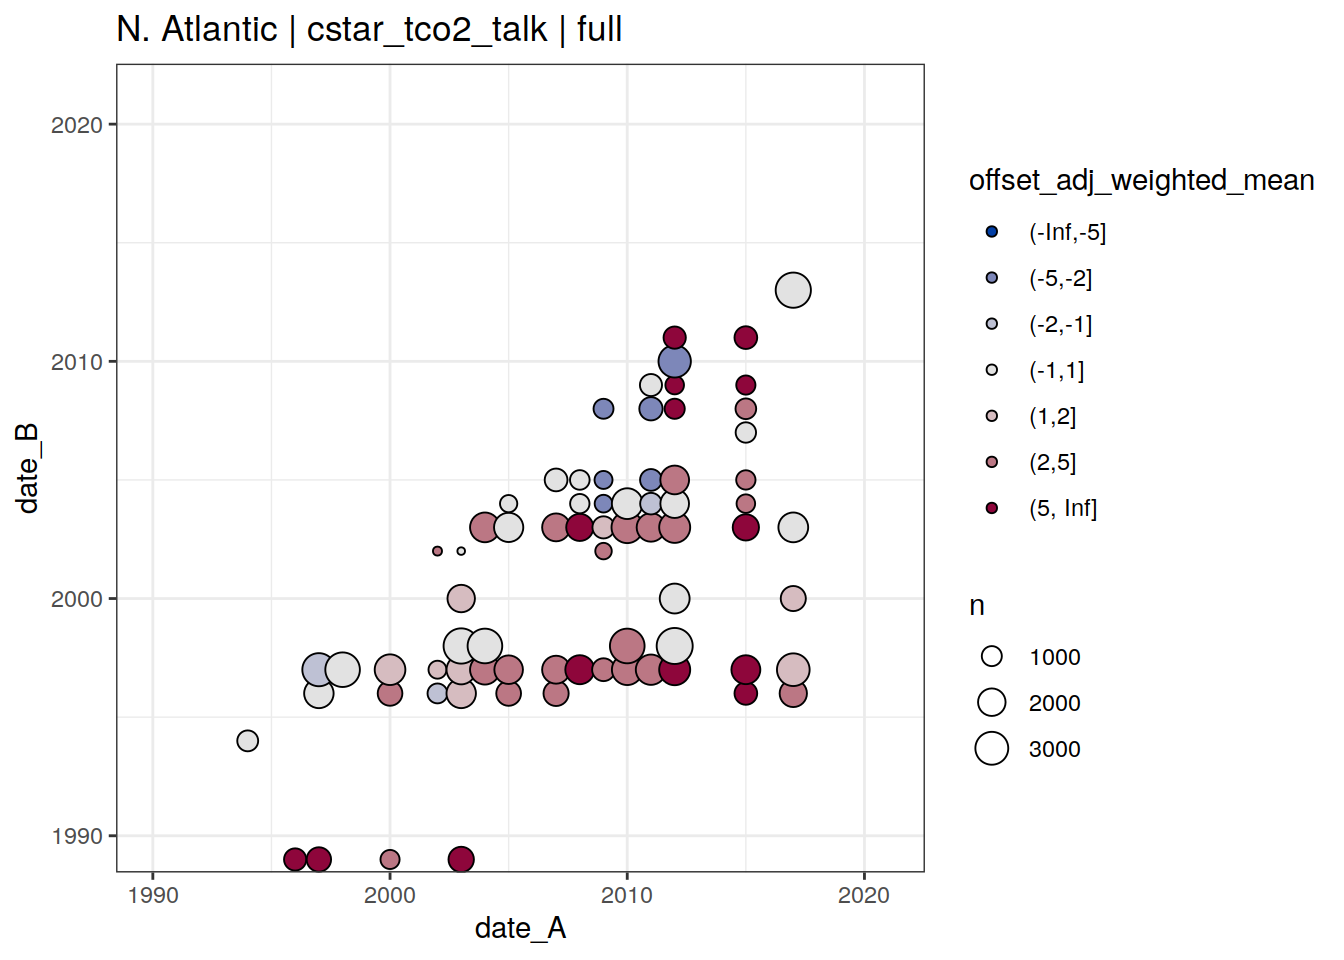 N. Atlantic | cstar_tco2_talk | full
2020
2010
2000
1990
date_B
1990
2000
2010
2020
date_A
offset_adj_weighted_mean
(-Inf,-5]
(-5,-2]
(-2,-1]
(-1,1]
(1,2]
(2,5]
(5, Inf]
n
1000
2000
3000